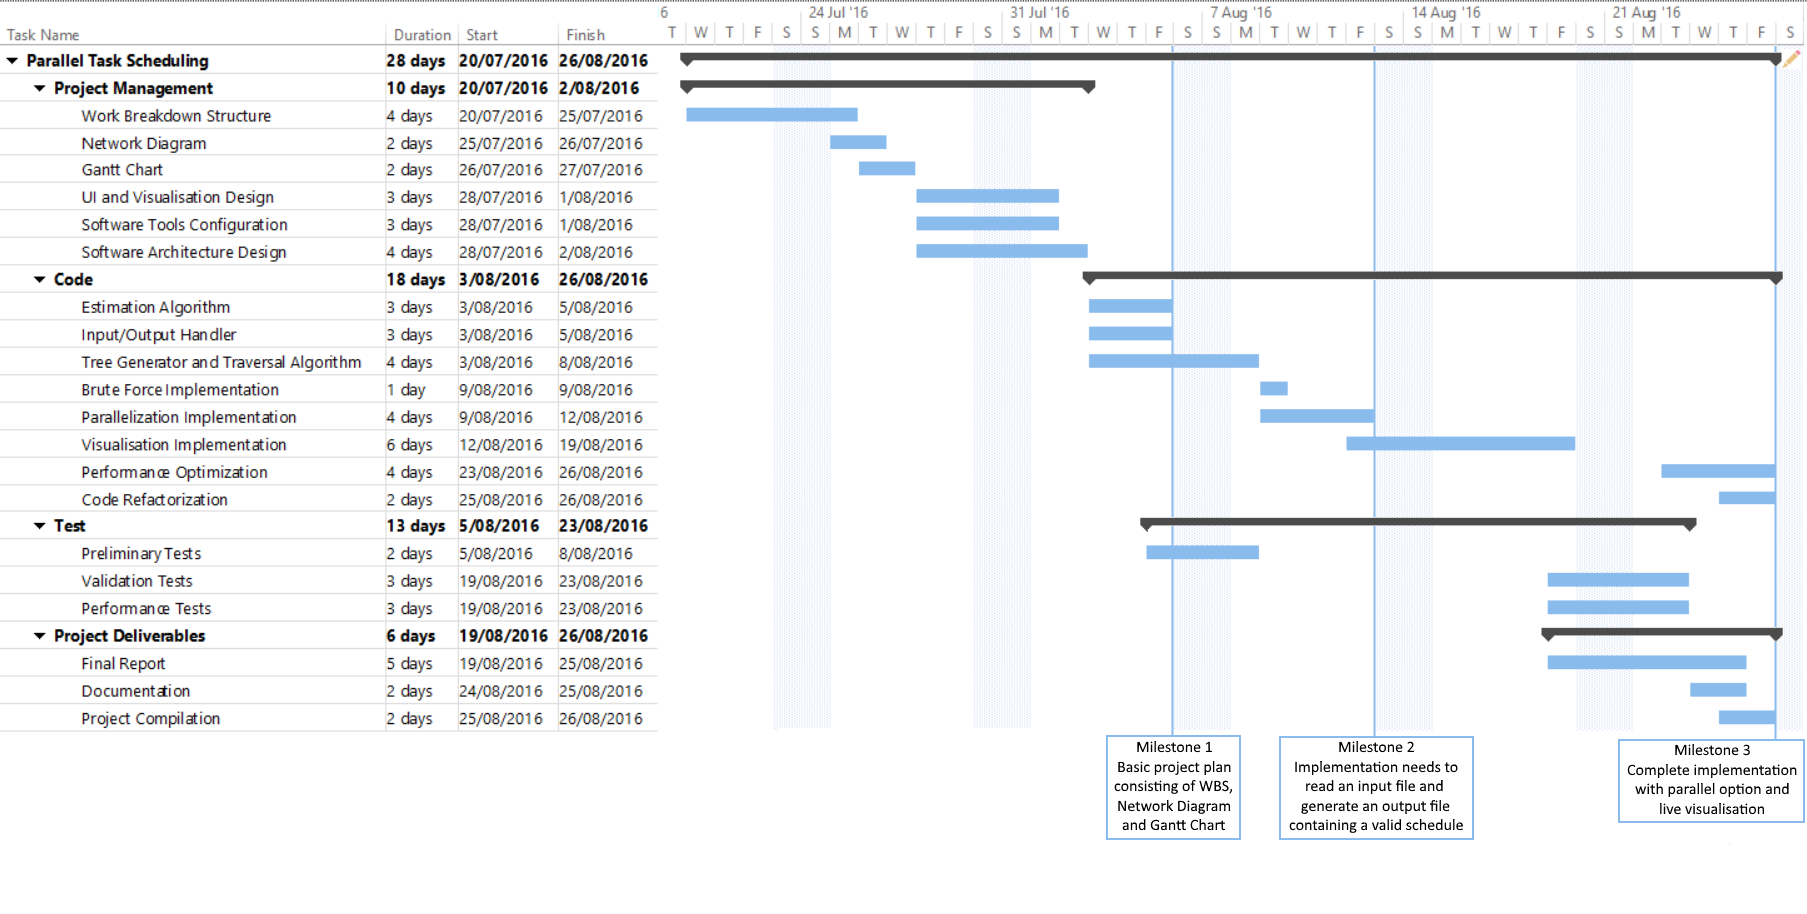 6 24 Jul '16 31 Jul '16 7 Aug '16 14 Aug '16 21 Aug '16
Task Name Duration Start Finish T W T F S S M T W T F S S M T W T F S S M T W T F S S M T W T F S S M T W T F S
Parallel Task Scheduling 28 days 20/07/2016 26/08/2016
Project Management 10 days 20/07/2016 2/08/2016
Work Breakdown Structure 4 days 20/07/2016 25/07/2016
Network Diagram 2 days 25/07/2016 26/07/2016
Gantt Chart 2 days 26/07/2016 27/07/2016
UI and Visualisation Design 3 days 28/07/2016 1/08/2016
Software Tools Configuration 3 days 28/07/2016 1/08/2016
Software Architecture Design 4 days 28/07/2016 2/08/2016
Code 18 days 3/08/2016 26/08/2016
Estimation Algorithm 3 days 3/08/2016 5/08/2016
Input/Output Handler 3 days 3/08/2016 5/08/2016
Tree Generator and Traversal Algorithm 4 days 3/08/2016 8/08/2016
Brute Force Implementation 1 day 9/08/2016 9/08/2016
Parallelization Implementation 4 days 9/08/2016 12/08/2016
Visualisation Implementation 6 days 12/08/2016 19/08/2016
Performance Optimization 4 days 23/08/2016 26/08/2016
Code Refactorization 2 days 25/08/2016 26/08/2016
Test 13 days 5/08/2016 23/08/2016
Preliminary Tests 2 days 5/08/2016 8/08/2016
Validation Tests 3 days 19/08/2016 23/08/2016
Performance Tests 3 days 19/08/2016 23/08/2016
Project Deliverables 6 days 19/08/2016 26/08/2016
Final Report 5 days 19/08/2016 25/08/2016
Documentation 2 days 24/08/2016 25/08/2016
Project Compilation 2 days 25/08/2016 26/08/2016
Milestone 1
Basic project plan
consisting of WBS,
Network Diagram
and Gantt Chart
Milestone 2
Implementation needs to
read an input file and
generate an output file
containing a valid schedule
Milestone 3
Complete implementation
with parallel option and
live visualisation